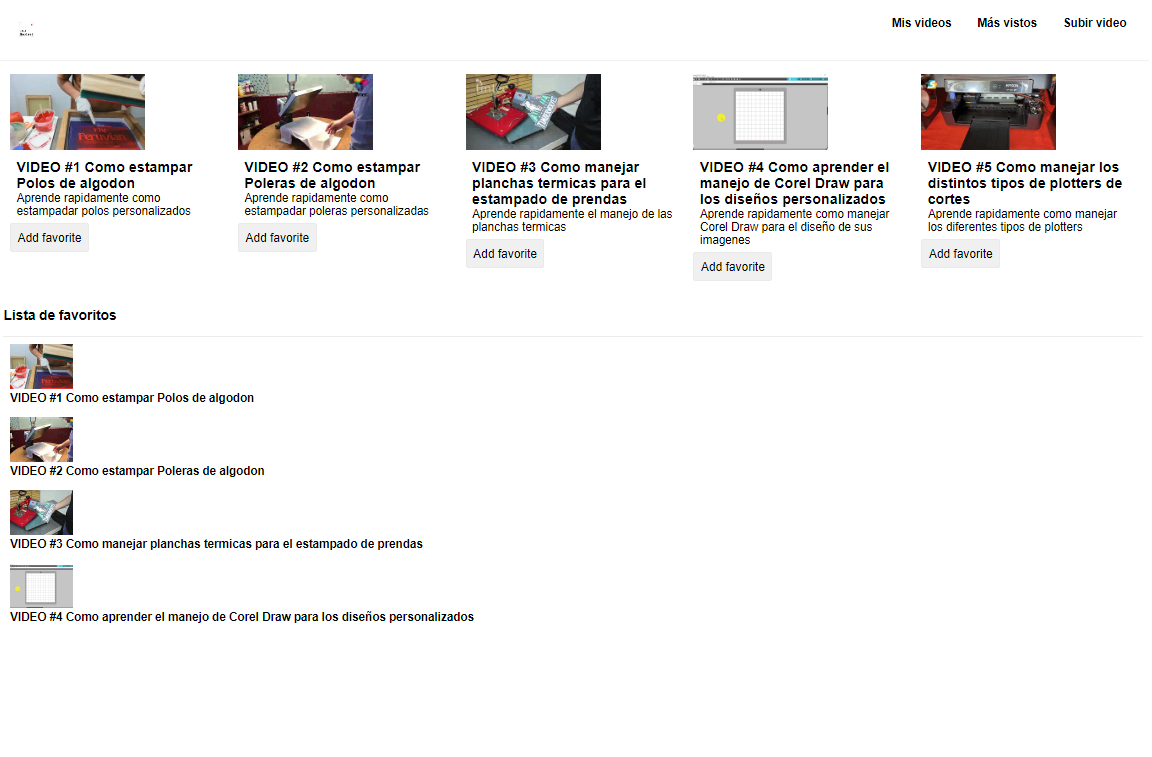 Mis videos Más vistos Subir video
VIDEO #1 Como estampar
Polos de algodon
Aprende rapidamente como
estampadar polos personalizados
Add favorite
VIDEO #2 Como estampar
Poleras de algodon
Aprende rapidamente como
estampadar poleras personalizadas
Add favorite
VIDEO #3 Como manejar
planchas termicas para el
estampado de prendas
Aprende rapidamente el manejo de las
planchas termicas
Add favorite
VIDEO #4 Como aprender el
manejo de Corel Draw para
los diseños personalizados
Aprende rapidamente como manejar
Corel Draw para el diseño de sus
imagenes
Add favorite
VIDEO #5 Como manejar los
distintos tipos de plotters de
cortes
Aprende rapidamente como manejar
los diferentes tipos de plotters
Add favorite
Lista de favoritos
VIDEO #1 Como estampar Polos de algodon
VIDEO #2 Como estampar Poleras de algodon
VIDEO #3 Como manejar planchas termicas para el estampado de prendas
VIDEO #4 Como aprender el manejo de Corel Draw para los diseños personalizados